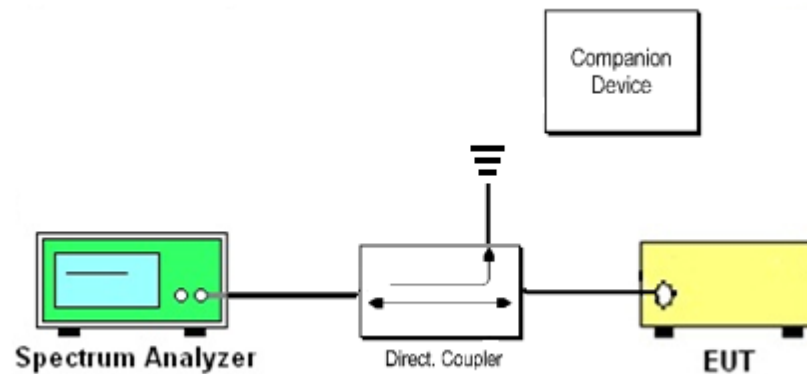 Companion
Device
Spectrum Analyzer
Direct. Coupler
EUT